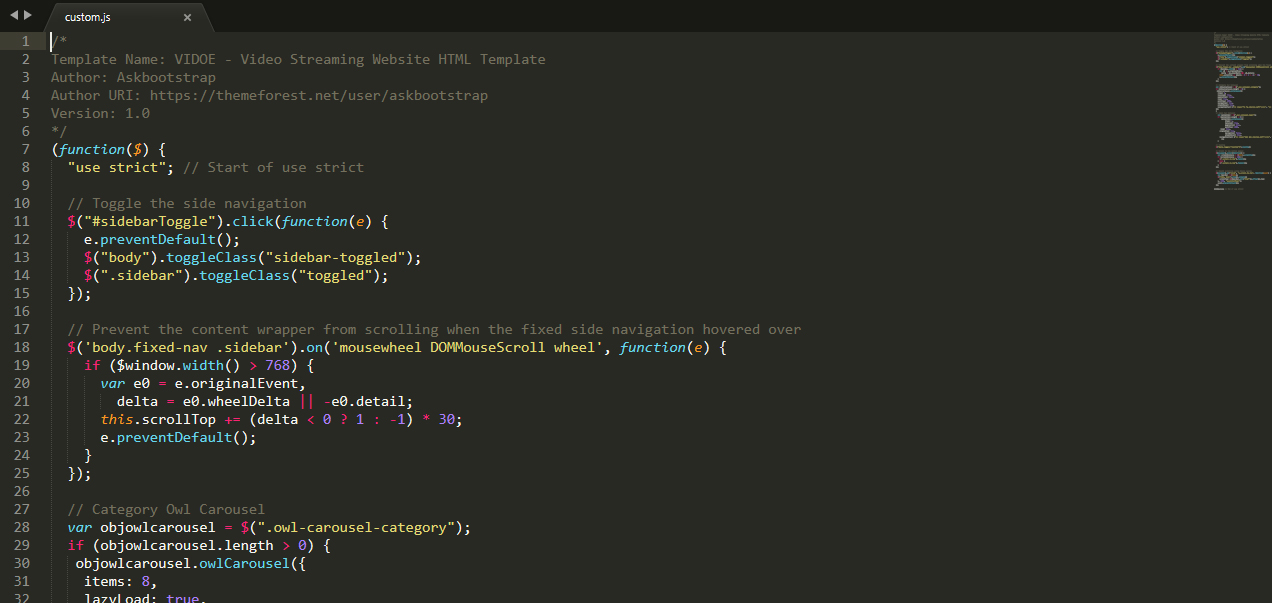 custom.js ×
1 /*
2 Template Name: VIDOE - Video Streaming Website HTML Template
3 Author: Askbootstrap
4 Author URI: https://themeforest.net/user/askbootstrap
5 Version: 1.0
6 */
7 (function($) {
8   "use strict"; // Start of use strict
9
10   // Toggle the side navigation
11   $("#sidebarToggle").click(function(e) {
12     e.preventDefault();
13     $("body").toggleClass("sidebar-toggled");
14     $(".sidebar").toggleClass("toggled");
15   });
16
17   // Prevent the content wrapper from scrolling when the fixed side navigation hovered over
18   $('body.fixed-nav .sidebar').on('mousewheel DOMMouseScroll wheel', function(e) {
19     if ($window.width() > 768) {
20       var e0 = e.originalEvent,
21         delta = e0.wheelDelta || -e0.detail;
22       this.scrollTop += (delta < 0 ? 1 : -1) * 30;
23       e.preventDefault();
24     }
25   });
26
27   // Category Owl Carousel
28   var objowlcarousel = $(".owl-carousel-category");
29   if (objowlcarousel.length > 0) {
30    objowlcarousel.owlCarousel({
31     items: 8,
32     lazyLoad: true,